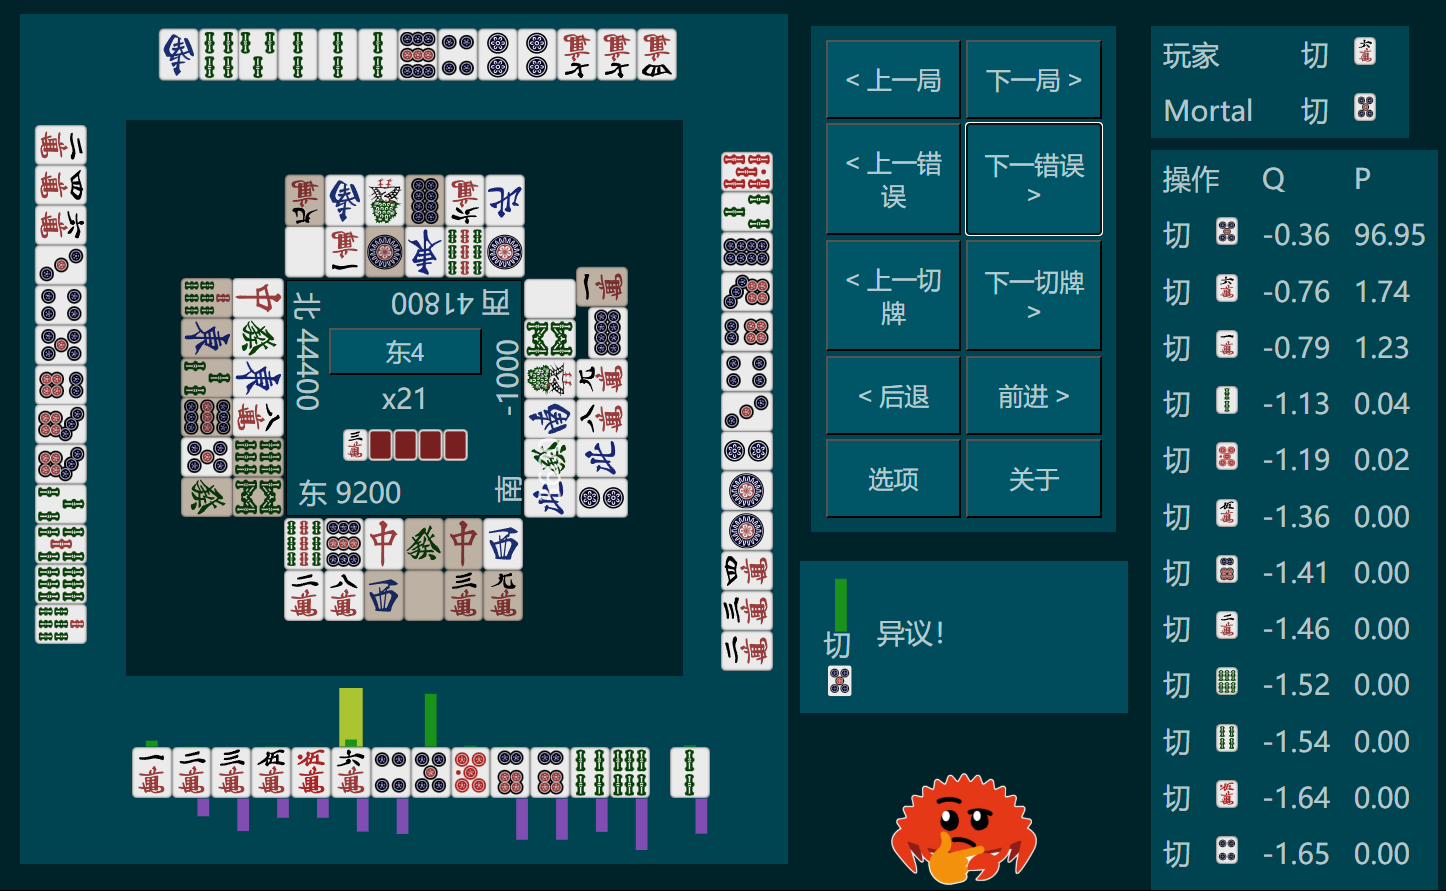 < 上一局
下一局 >
< 上一错误
下一错误 >
< 上一切牌
下一切牌 >
< 后退
前进 >
选项
关于
玩家 切
Mortal 切
操作 Q P
切 -0.36 96.95
切 -0.76 1.74
切 -0.79 1.23
切 -1.13 0.04
切 -1.19 0.02
切 -1.36 0.00
切 -1.41 0.00
切 -1.46 0.00
切 -1.52 0.00
切 -1.54 0.00
切 -1.64 0.00
切 -1.65 0.00
西 41800
北 44400
东4
x21
南 -1000
东 9200
切
异议！